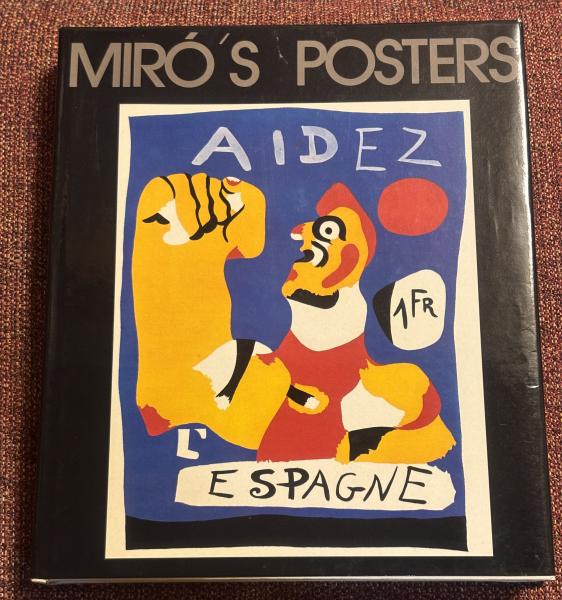 MIRÓ'S POSTERS
AIDEZ
1FR
L'
ESPAGNE